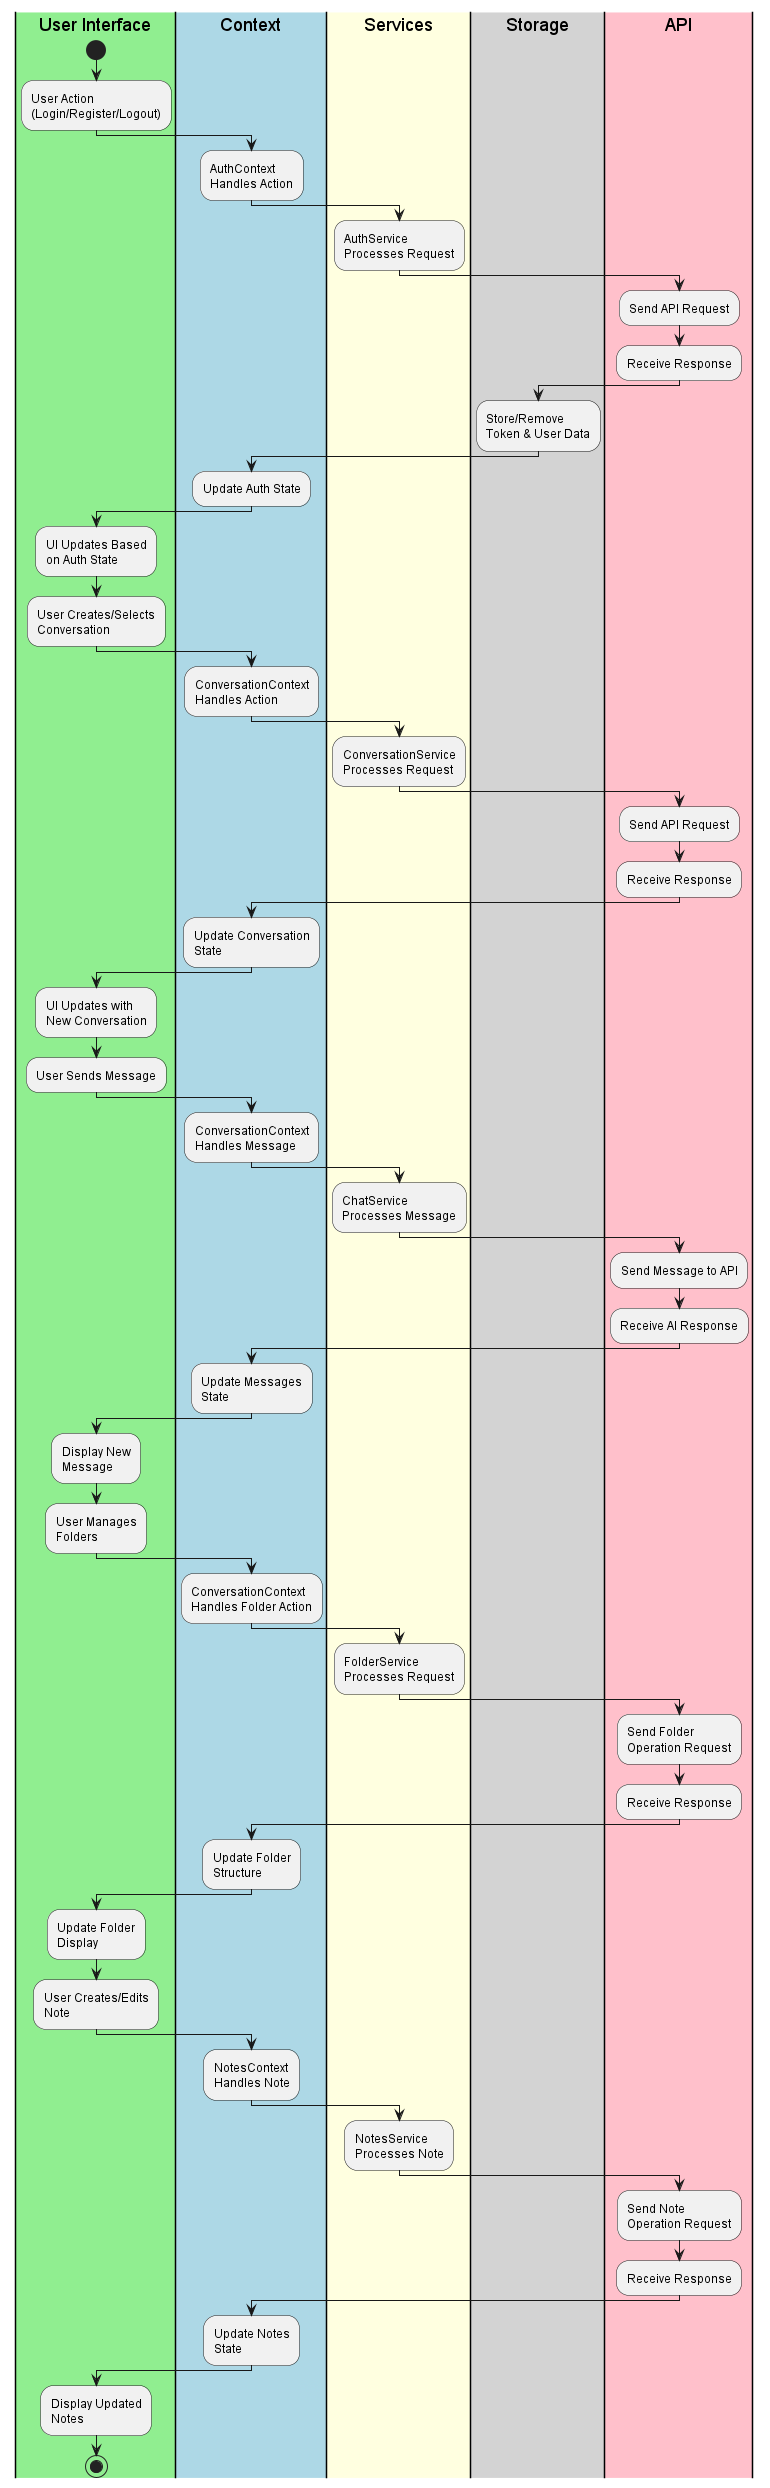 User Interface
Context
Services
Storage
API
User Action
(Login/Register/Logout)
AuthContext
Handles Action
AuthService
Processes Request
Send API Request
Receive Response
Store/Remove
Token & User Data
Update Auth State
UI Updates Based
on Auth State
User Creates/Selects
Conversation
ConversationContext
Handles Action
ConversationService
Processes Request
Send API Request
Receive Response
Update Conversation
State
UI Updates with
New Conversation
User Sends Message
ConversationContext
Handles Message
ChatService
Processes Message
Send Message to API
Receive AI Response
Update Messages
State
Display New
Message
User Manages
Folders
ConversationContext
Handles Folder Action
FolderService
Processes Request
Send Folder
Operation Request
Receive Response
Update Folder
Structure
Update Folder
Display
User Creates/Edits
Note
NotesContext
Handles Note
NotesService
Processes Note
Send Note
Operation Request
Receive Response
Update Notes
State
Display Updated
Notes